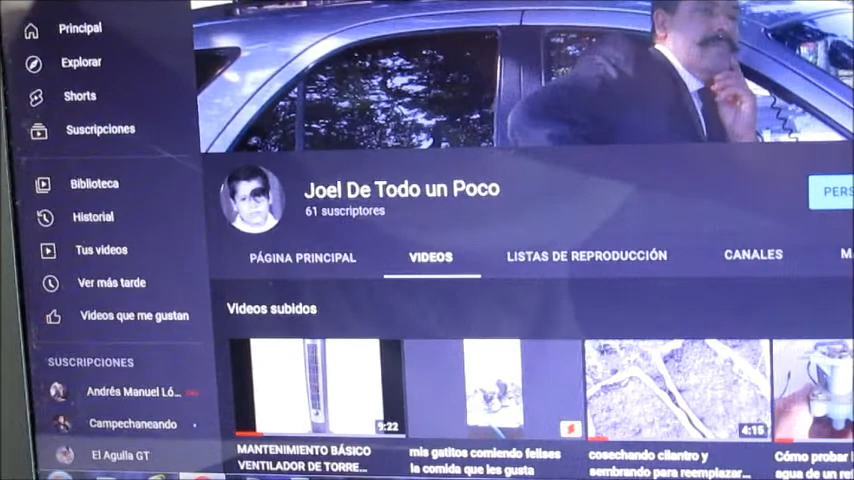 Principal
Explorar
Shorts
Suscripciones
Biblioteca
Historial
Tus videos
Ver más tarde
Videos que me gustan
SUSCRIPCIONES
Andrés Manuel Ló...
Campechaneando
El Aguila GT
Joel De Todo un Poco
61 suscriptores
PERS
PÁGINA PRINCIPAL
VIDEOS
LISTAS DE REPRODUCCIÓN
CANALES
Videos subidos
9:22
MANTENIMIENTO BÁSICO
VENTILADOR DE TORRE...
mis gatitos comiendo felises
la comida que les gusta
4:15
cosechando cilantro y
sembrando para reemplazar...
Cómo probar
agua de un ref